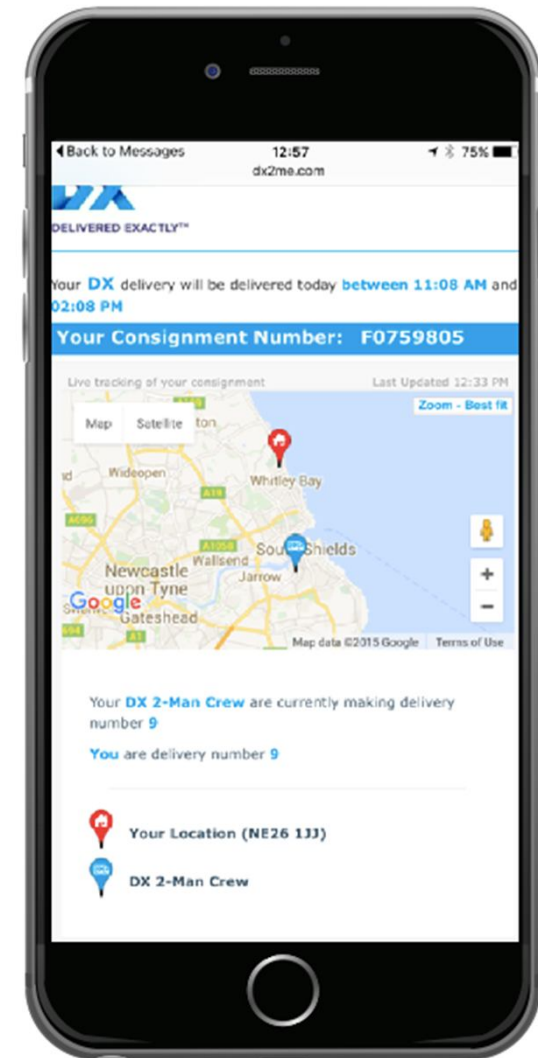 Back to Messages 12:57 75%
dx2me.com
DX
DELIVERED EXACTLY™
Your DX delivery will be delivered today between 11:08 AM and
02:08 PM
Your Consignment Number: F0759805
Live tracking of your consignment Last Updated 12:33 PM
Zoom - Best fit
Map Satellite ton
Wideopen
Whitley Bay
A19
A1058
South Shields
Wallsend
Newcastle
upon Tyne
Jarrow
Google
Gateshead
A1
Map data ©2015 Google Terms of Use
Your DX 2-Man Crew are currently making delivery
number 9
You are delivery number 9
Your Location (NE26 1JJ)
DX 2-Man Crew